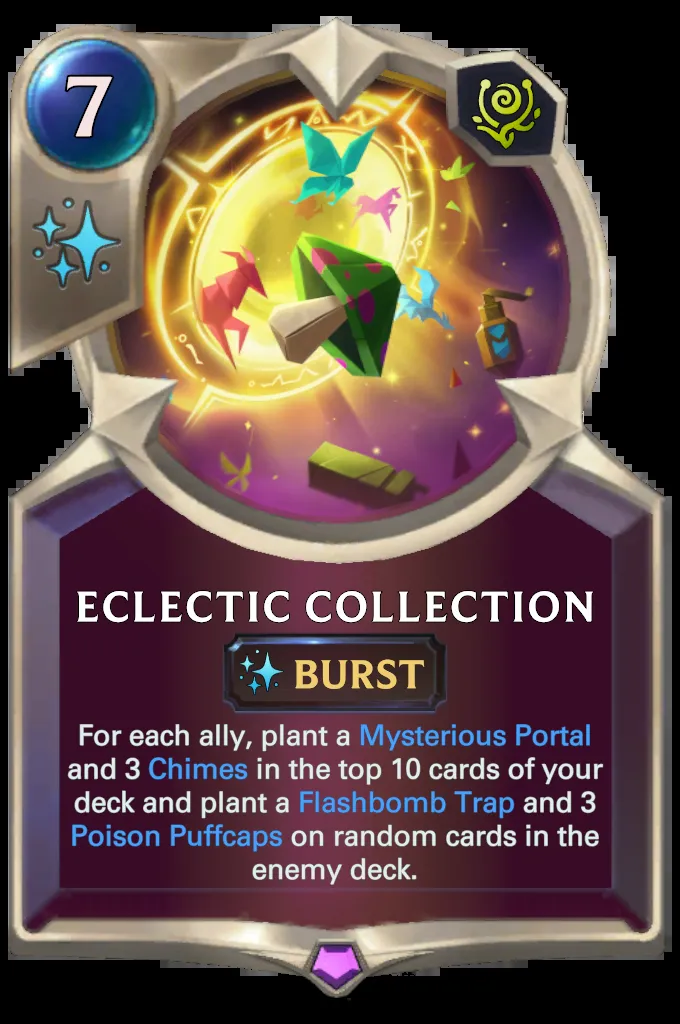 7
ECLECTIC COLLECTION
BURST
For each ally, plant a Mysterious Portal
and 3 Chimes in the top 10 cards of your
deck and plant a Flashbomb Trap and 3
Poison Puffcaps on random cards in the
enemy deck.